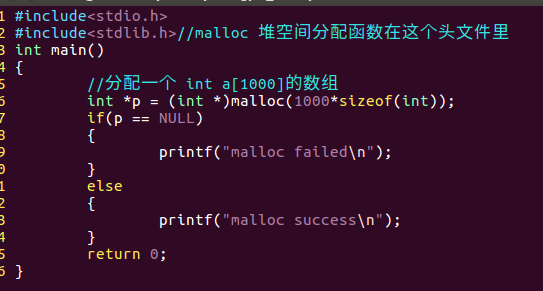 1 #include<stdio.h>
2 #include<stdlib.h>//malloc 堆空间分配函数在这个头文件里
3 int main()
4 {
5         //分配一个 int a[1000]的数组
6         int *p = (int *)malloc(1000*sizeof(int));
7         if(p == NULL)
8         {
9                 printf("malloc failed\n");
0         }
1         else
2         {
3                 printf("malloc success\n");
4         }
5         return 0;
6 }